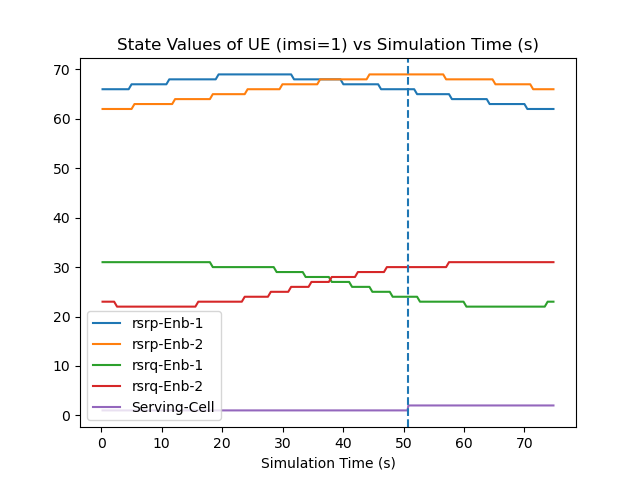 State Values of UE (imsi=1) vs Simulation Time (s)
70
60
50
40
30
20
10
0
rsrp-Enb-1
rsrp-Enb-2
rsrq-Enb-1
rsrq-Enb-2
Serving-Cell
0 10 20 30 40 50 60 70
Simulation Time (s)